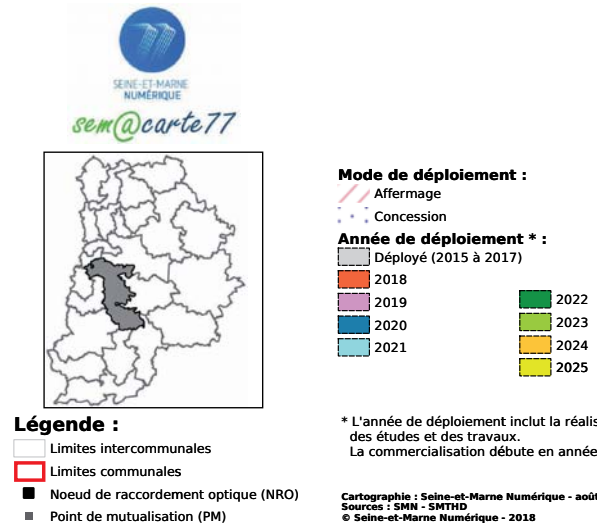 SEINE-ET-MARNE
NUMÉRIQUE
sem@carte77
Mode de déploiement :
Affermage
Concession
Année de déploiement * :
Déployé (2015 à 2017)
2018
2019
2020
2021
2022
2023
2024
2025
Légende :
Limites intercommunales
Limites communales
Noeud de raccordement optique (NRO)
Point de mutualisation (PM)
* L'année de déploiement inclut la réalis
des études et des travaux.
La commercialisation débute en année
Cartographie : Seine-et-Marne Numérique - août
Sources : SMN - SMTHD
© Seine-et-Marne Numérique - 2018